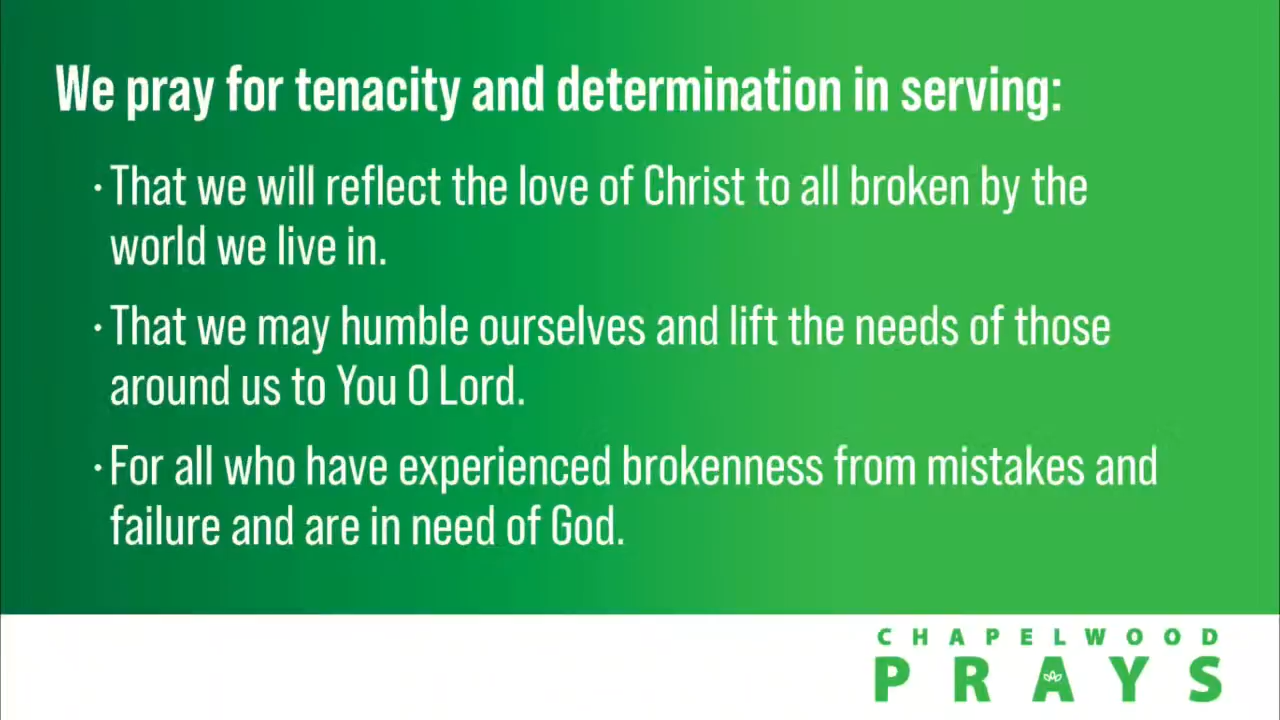 We pray for tenacity and determination in serving:
· That we will reflect the love of Christ to all broken by the
world we live in.
· That we may humble ourselves and lift the needs of those
around us to You O Lord.
· For all who have experienced brokenness from mistakes and
failure and are in need of God.
CHAPELWOOD
PRAYS